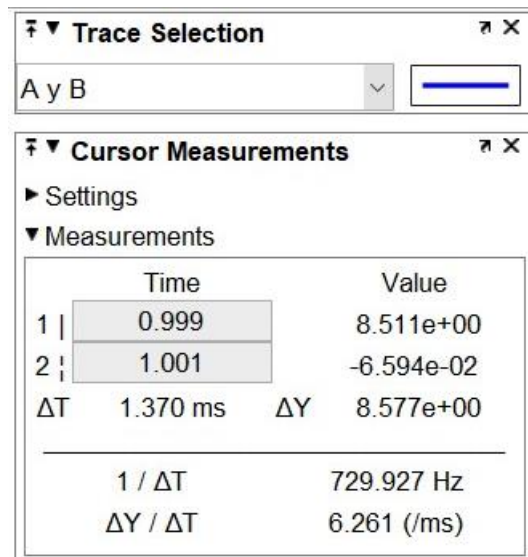 Trace Selection
A y B
Cursor Measurements
Settings
Measurements
Time Value
1 | 0.999 8.511e+00
2 ¦ 1.001 -6.594e-02
ΔT 1.370 ms ΔY 8.577e+00
1 / ΔT 729.927 Hz
ΔY / ΔT 6.261 (/ms)